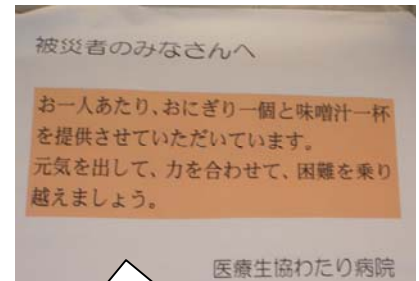 被災者のみなさんへ
お一人あたり、おにぎり一個と味噌汁一杯
を提供させていただいています。
元気を出して、力を合わせて、困難を乗り
越えましょう。
医療生協わたり病院